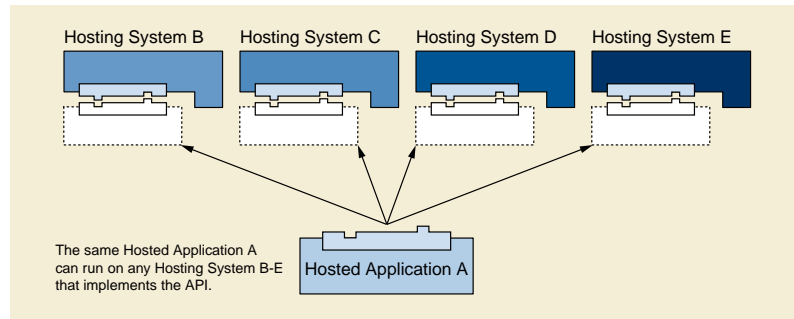 Hosting System B
Hosting System C
Hosting System D
Hosting System E
The same Hosted Application A
can run on any Hosting System B-E
that implements the API.
Hosted Application A